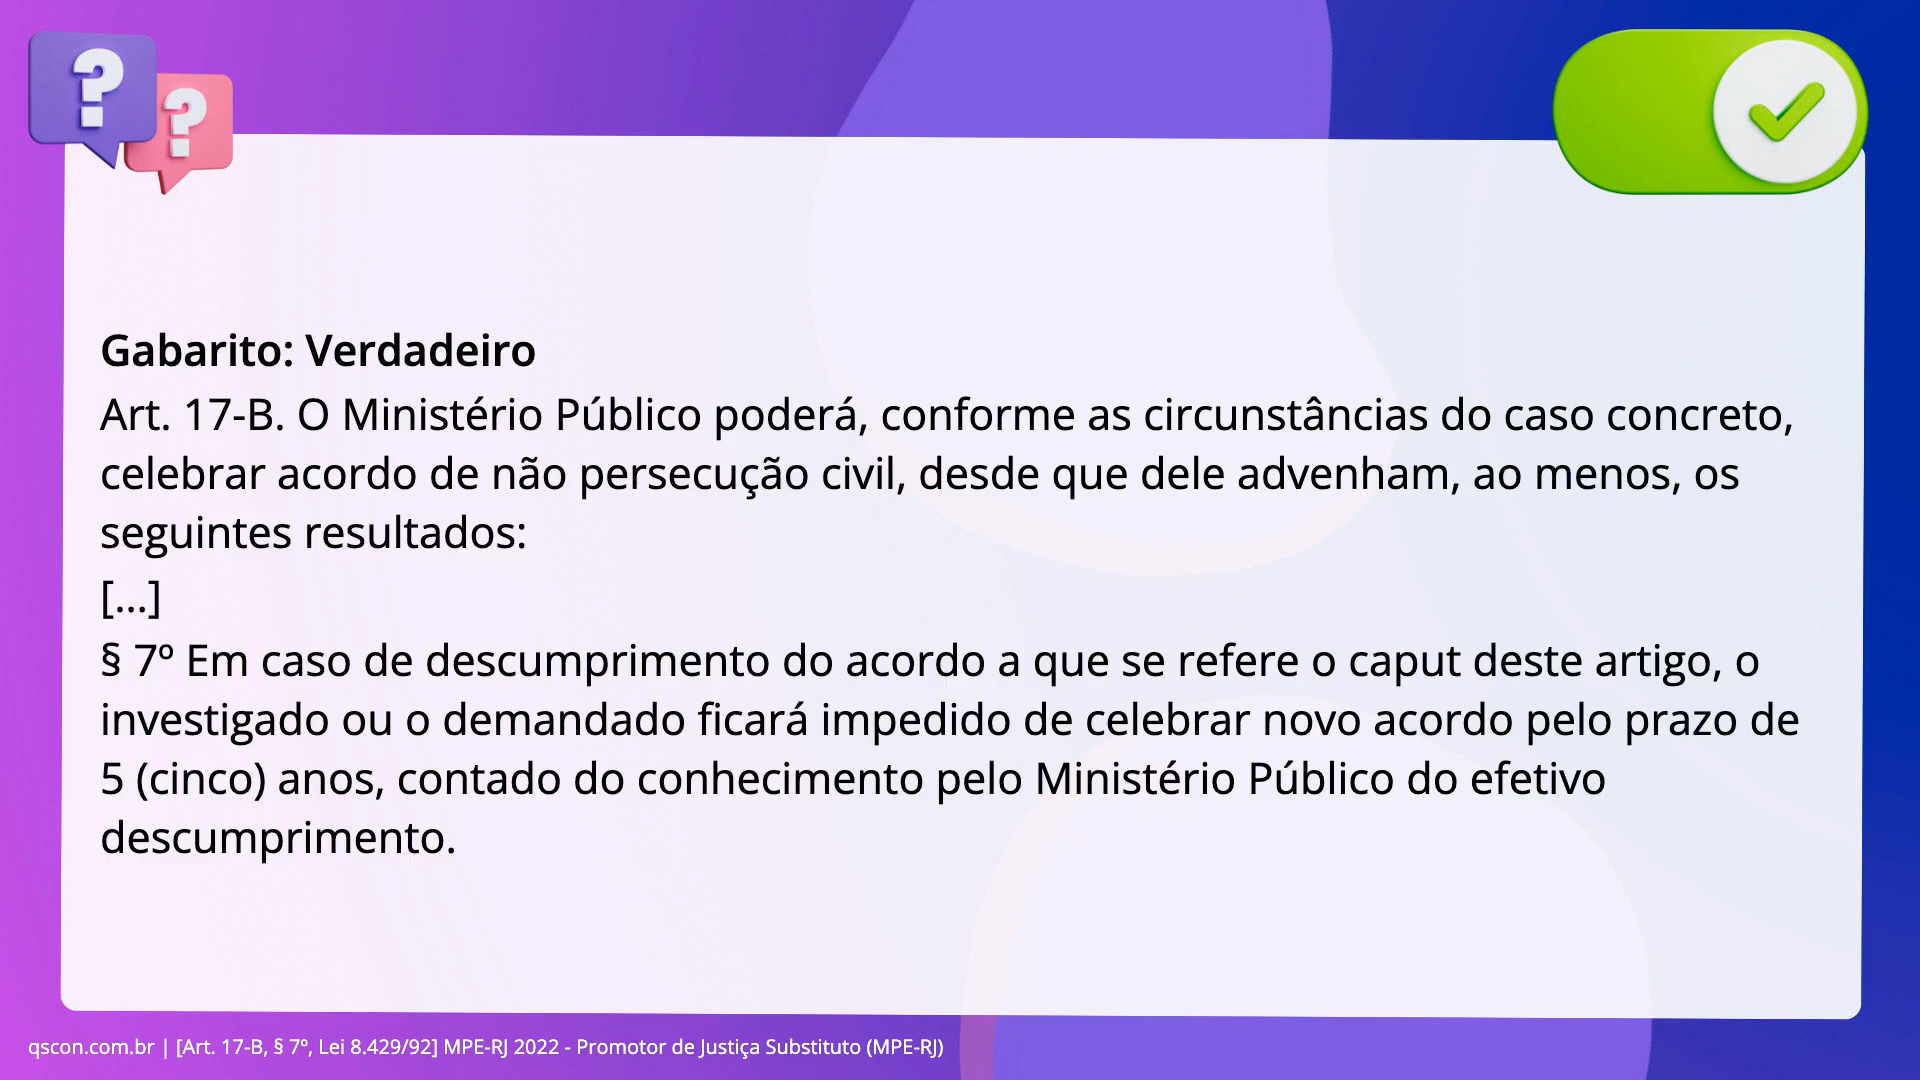 ? ?
Gabarito: Verdadeiro
Art. 17-B. O Ministério Público poderá, conforme as circunstâncias do caso concreto,
celebrar acordo de não persecução civil, desde que dele advenham, ao menos, os
seguintes resultados:
[...]
§ 7º Em caso de descumprimento do acordo a que se refere o caput deste artigo, o
investigado ou o demandado ficará impedido de celebrar novo acordo pelo prazo de
5 (cinco) anos, contado do conhecimento pelo Ministério Público do efetivo
descumprimento.
qscon.com.br | [Art. 17-B, § 7º, Lei 8.429/92] MPE-RJ 2022 - Promotor de Justiça Substituto (MPE-RJ)